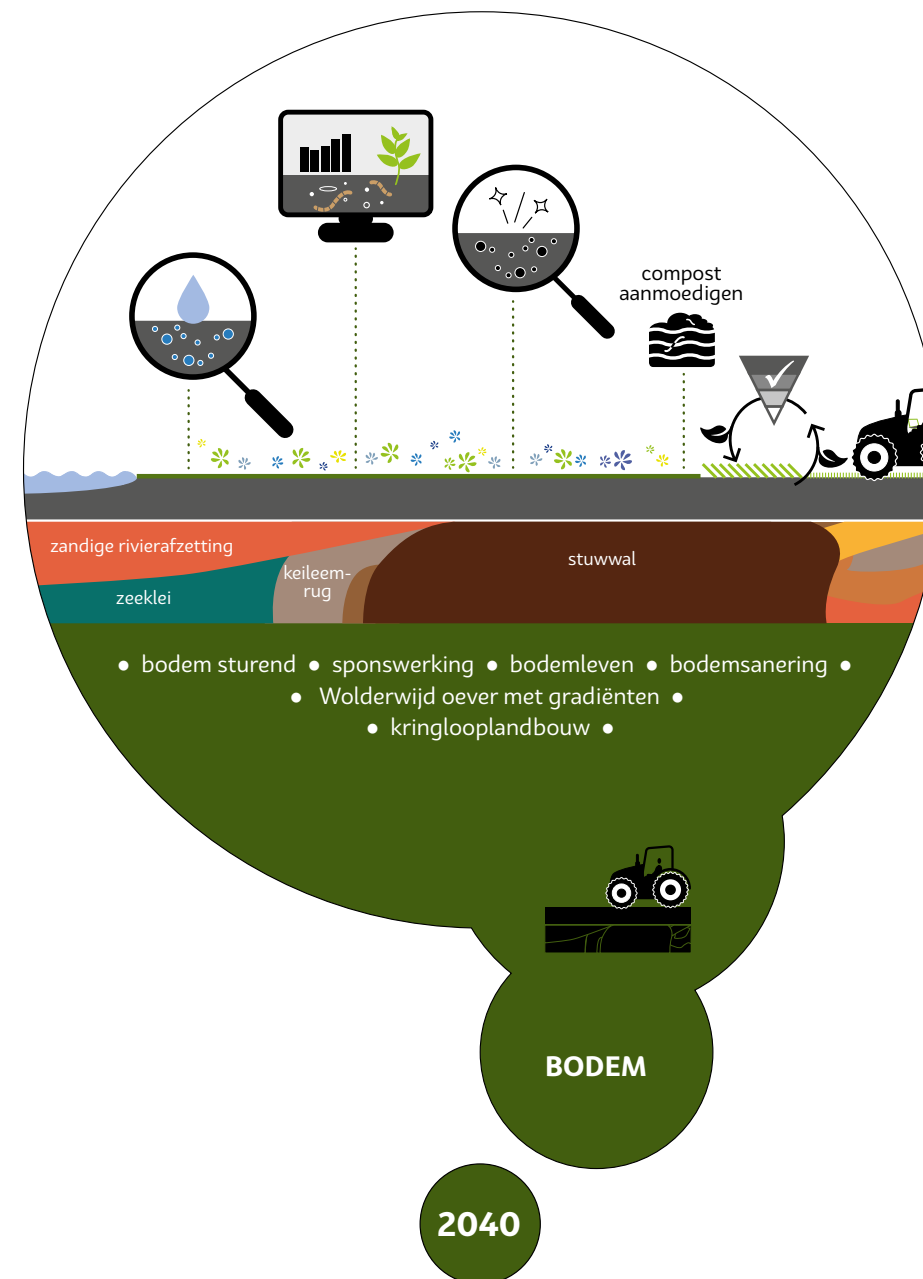 compost
aanmoedigen
zandige rivierafzetting
zeeklei
keileem-
rug
stuwwal
• bodem sturend • sponswerking • bodemleven • bodemsanering •
• Wolderwijd oever met gradiënten •
• kringlooplandbouw •
BODEM
2040